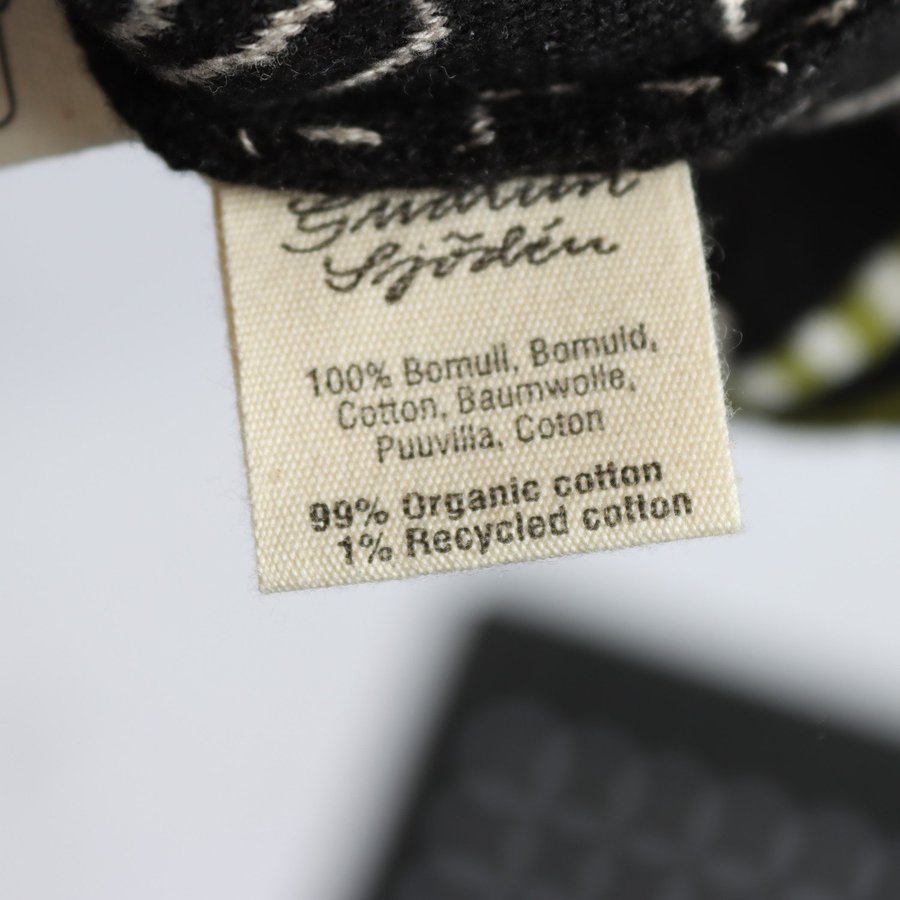 Gudrun
Sjödén
100% Bomull, Bomuld,
Cotton, Baumwolle,
Puuvilla, Coton
99% Organic cotton
1% Recycled cotton